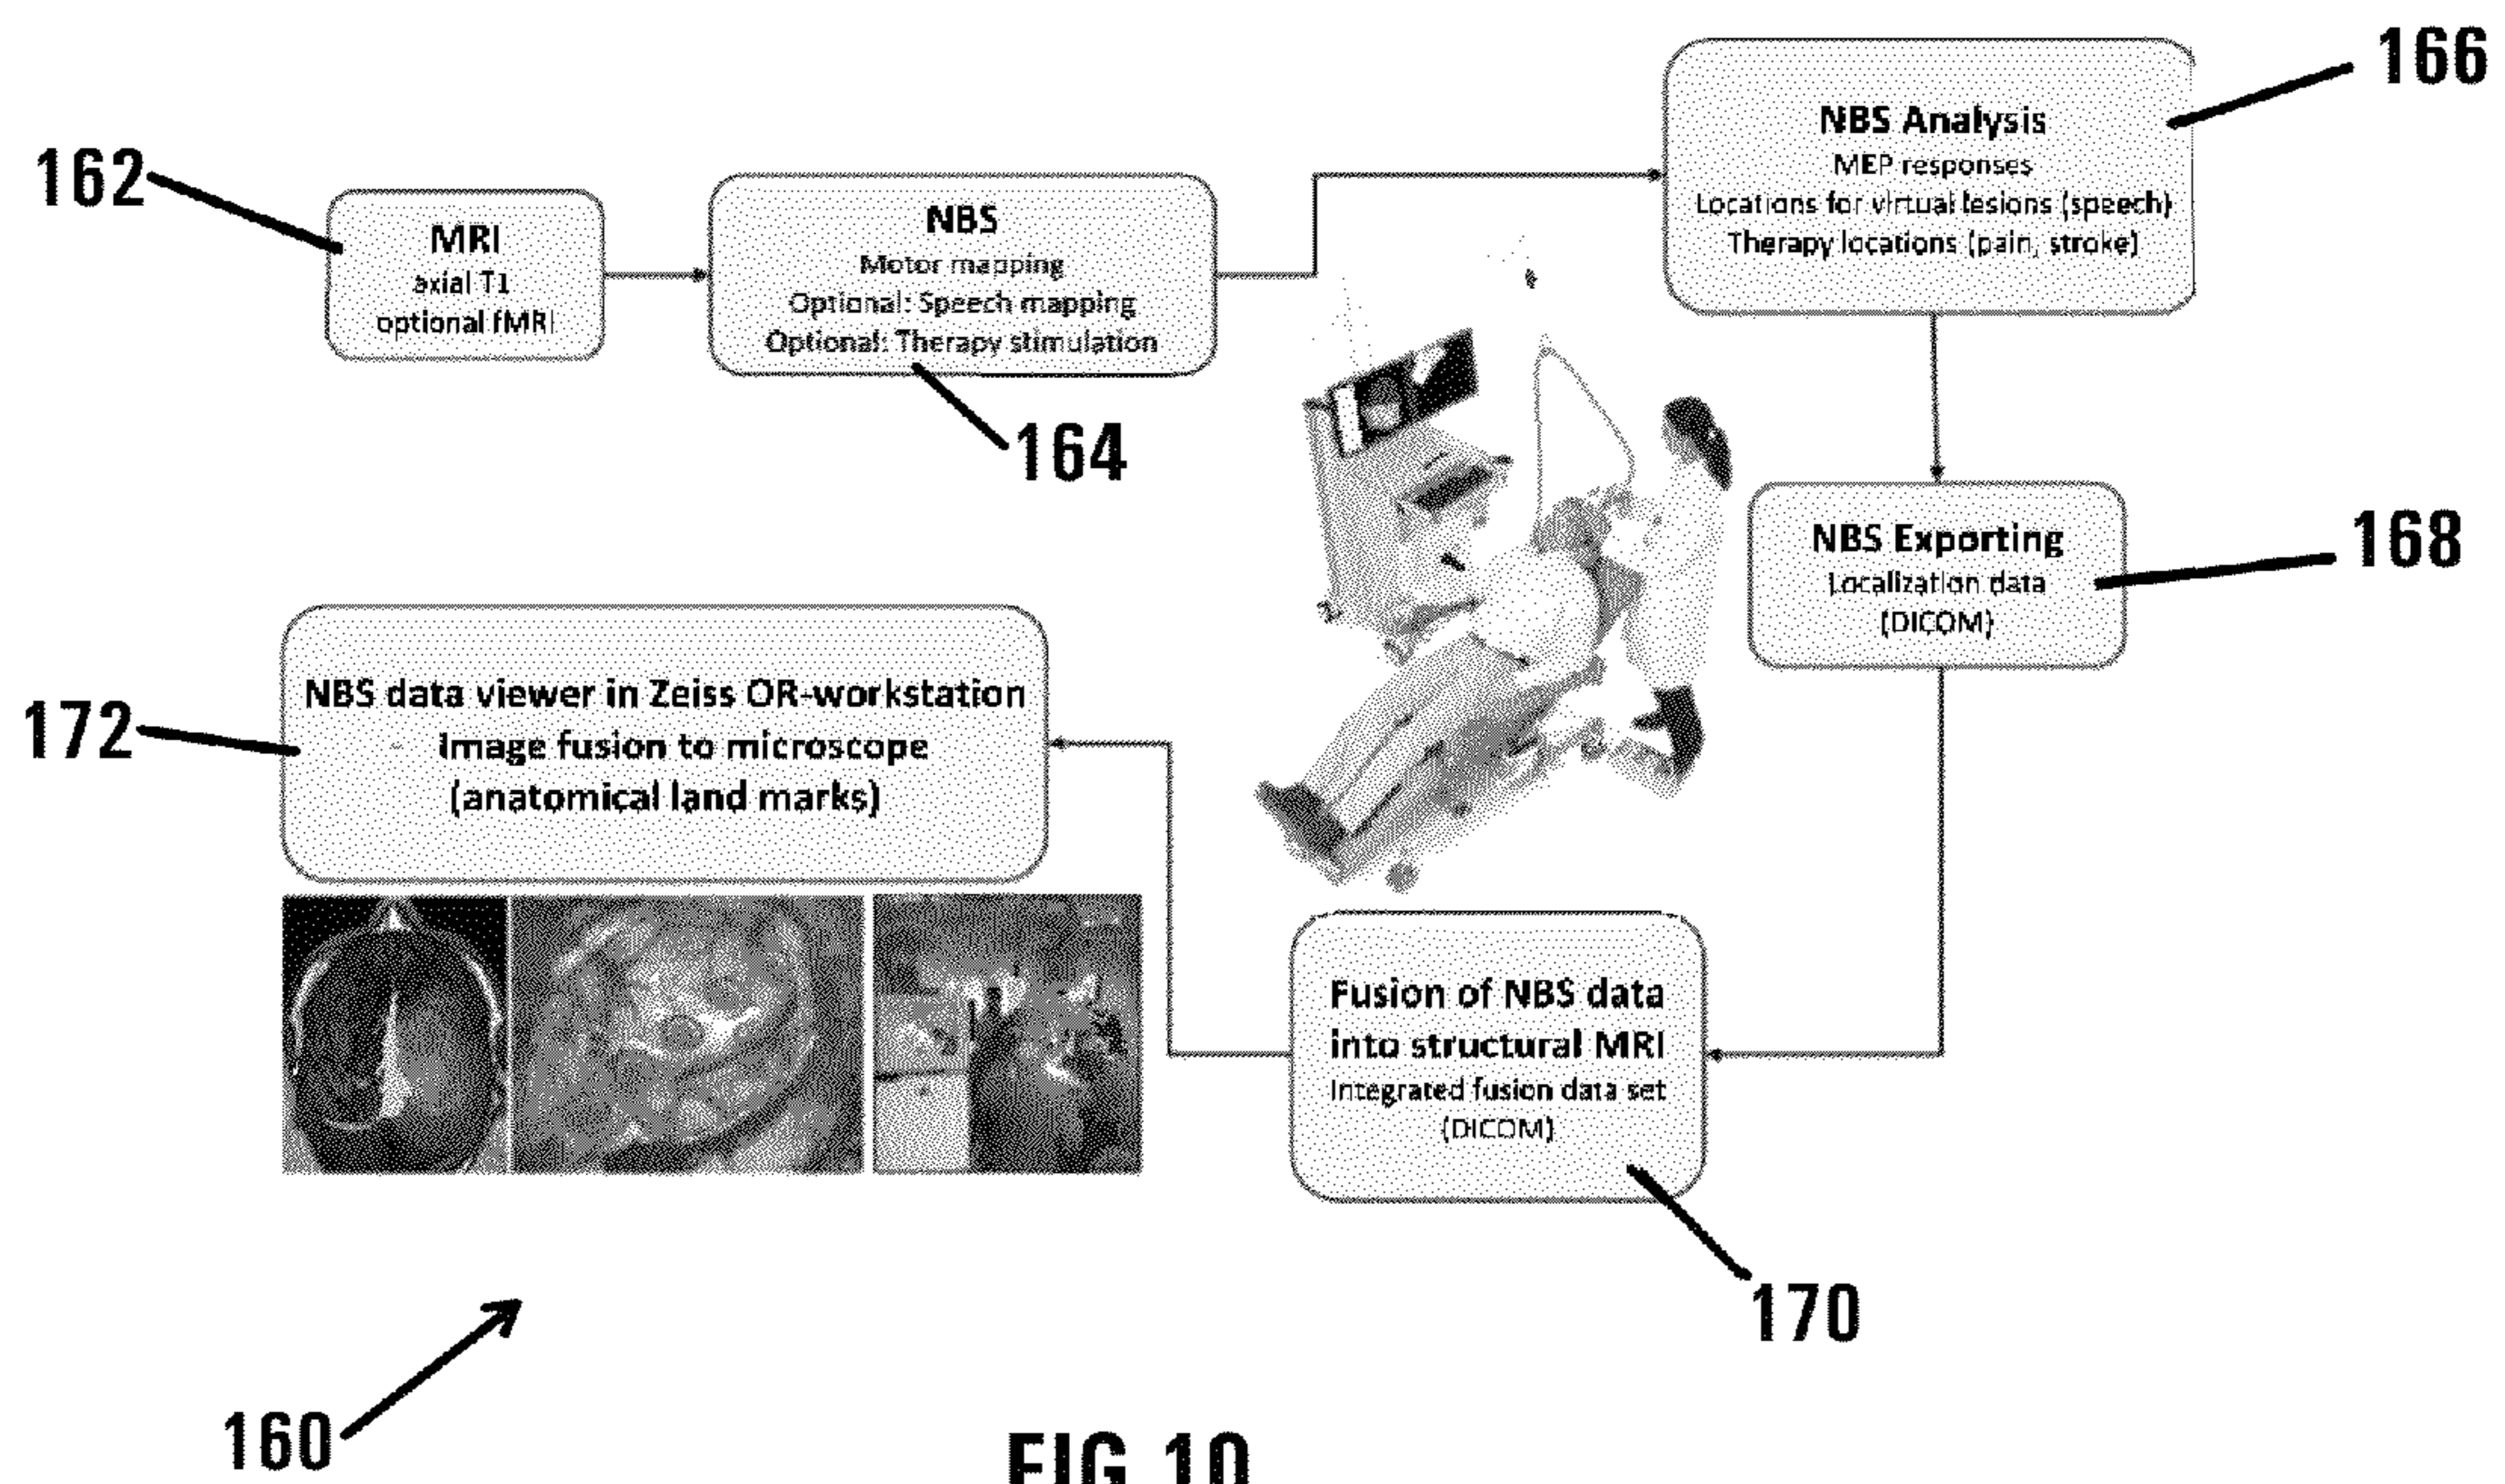 166
NBS Analysis
MEP responses
Locations for virtual lesions (speech)
Therapy locations (pain, stroke)
162
MRI
axial T1
optional fMRI
NBS
Motor mapping
Optional: Speech mapping
Optional: Therapy stimulation
164
NBS Exporting
Localization data
(DICOM)
168
172
NBS data viewer in Zeiss OR-workstation
Image fusion to microscope
(anatomical land marks)
Fusion of NBS data
into structural MRI
Integrated fusion data set
(DICOM)
170
160
FIG 10